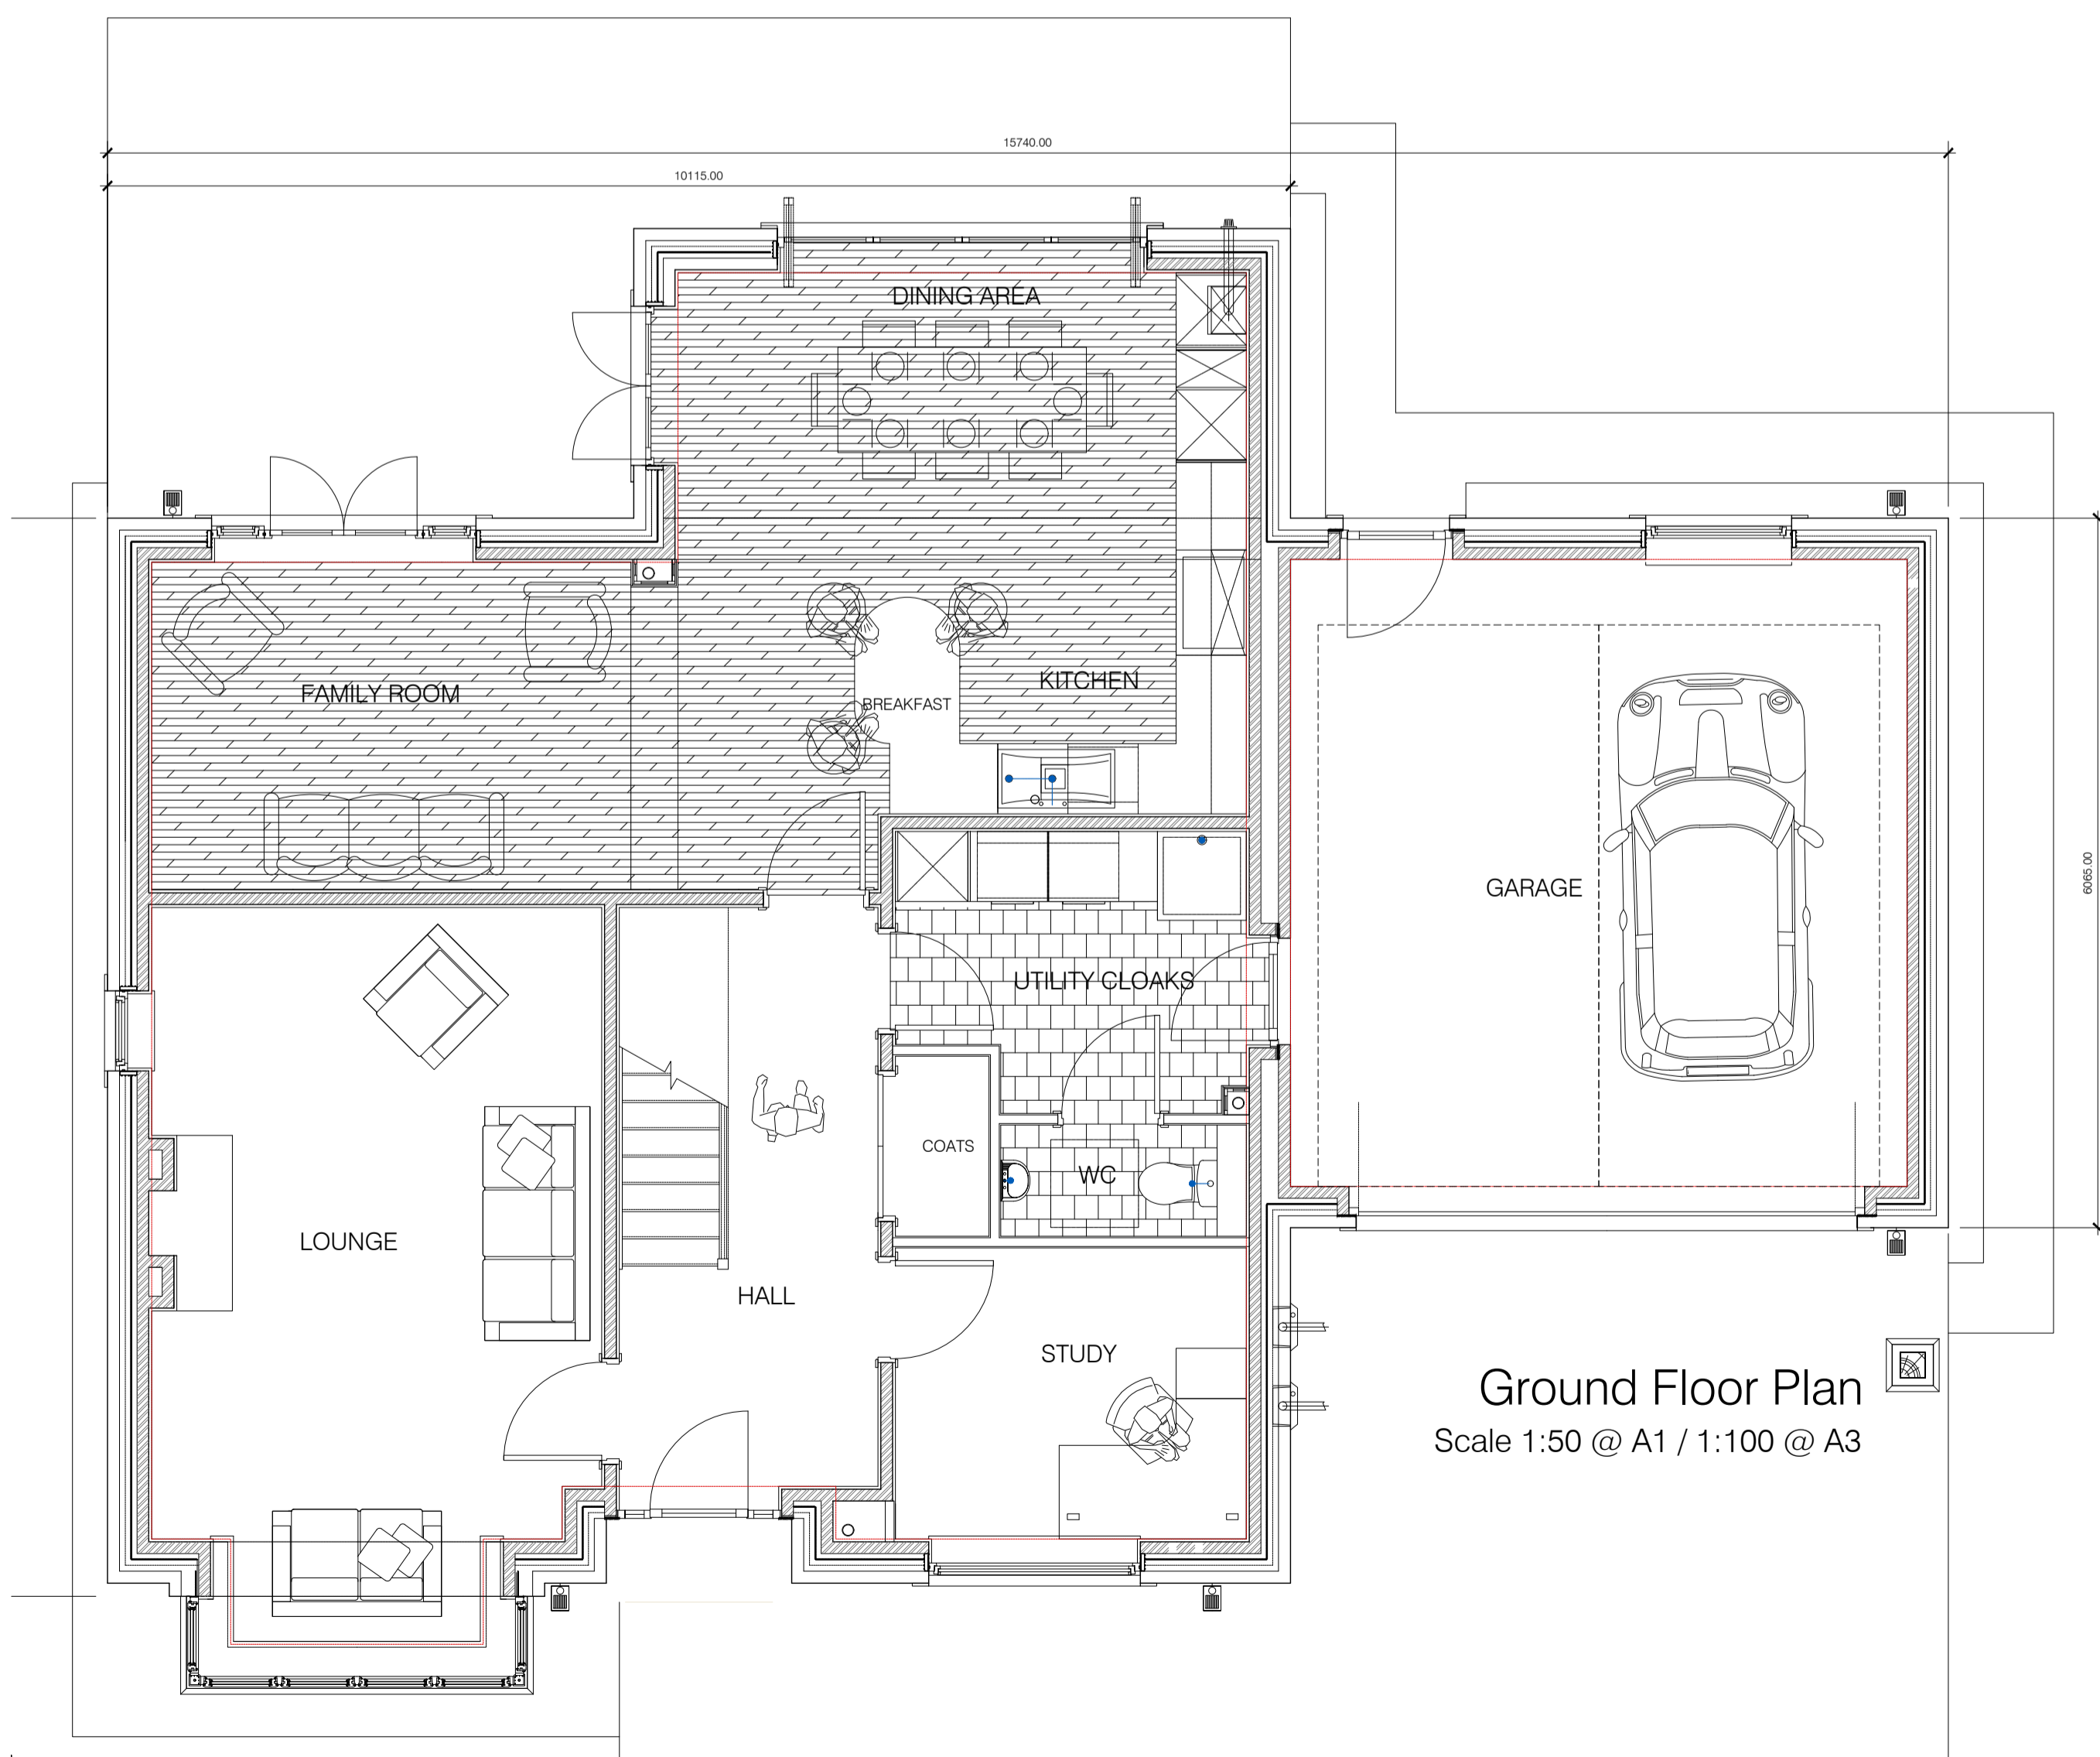 15740.00
10115.00
DINING AREA
FAMILY ROOM
KITCHEN
BREAKFAST
6065.00
GARAGE
UTILITY CLOAKS
COATS
WC
LOUNGE
HALL
STUDY
Ground Floor Plan
Scale 1:50 @ A1 / 1:100 @ A3